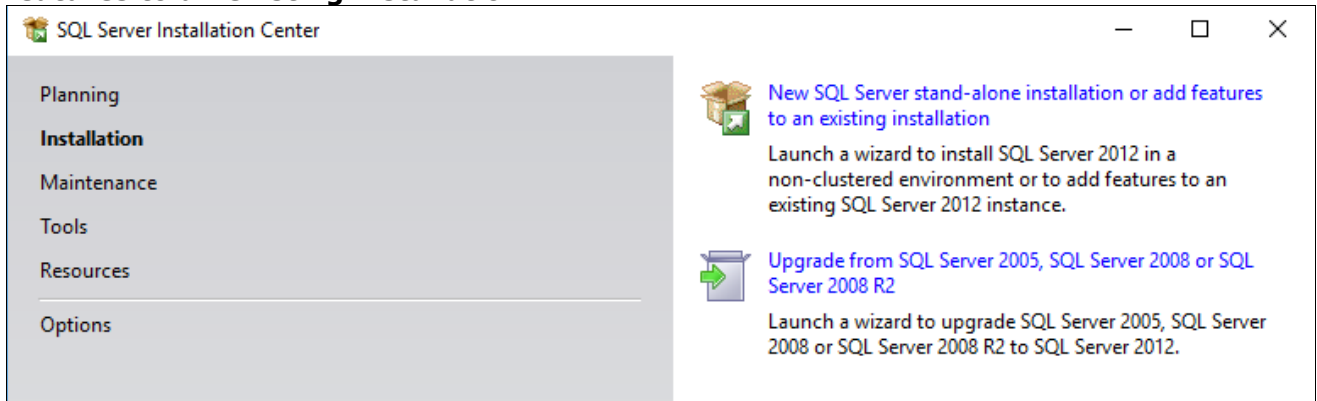 SQL Server Installation Center
Planning
Installation
Maintenance
Tools
Resources
Options
New SQL Server stand-alone installation or add features
to an existing installation
Launch a wizard to install SQL Server 2012 in a
non-clustered environment or to add features to an
existing SQL Server 2012 instance.
Upgrade from SQL Server 2005, SQL Server 2008 or SQL
Server 2008 R2
Launch a wizard to upgrade SQL Server 2005, SQL Server
2008 or SQL Server 2008 R2 to SQL Server 2012.